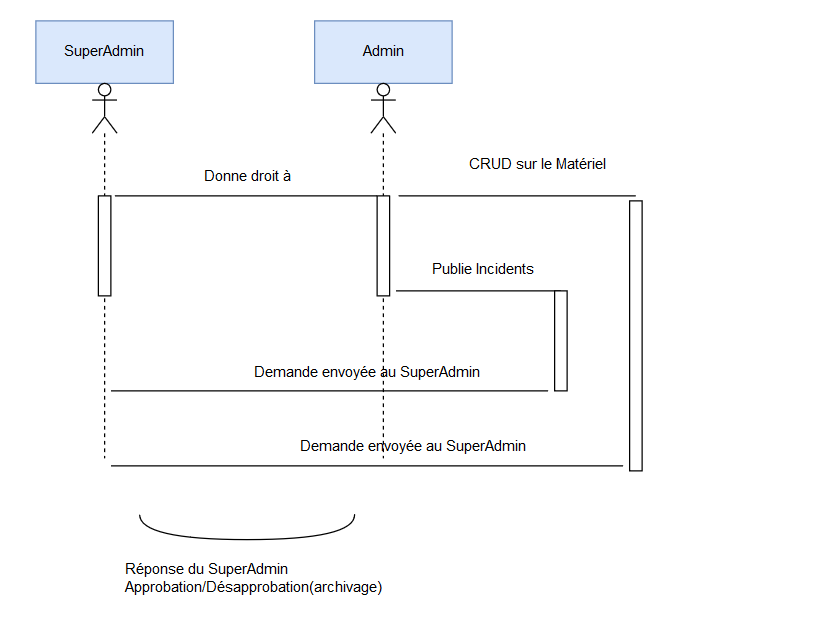 SuperAdmin
Admin
CRUD sur le Matériel
Donne droit à
Publie Incidents
Demande envoyée au SuperAdmin
Demande envoyée au SuperAdmin
Réponse du SuperAdmin
Approbation/Désapprobation(archivage)